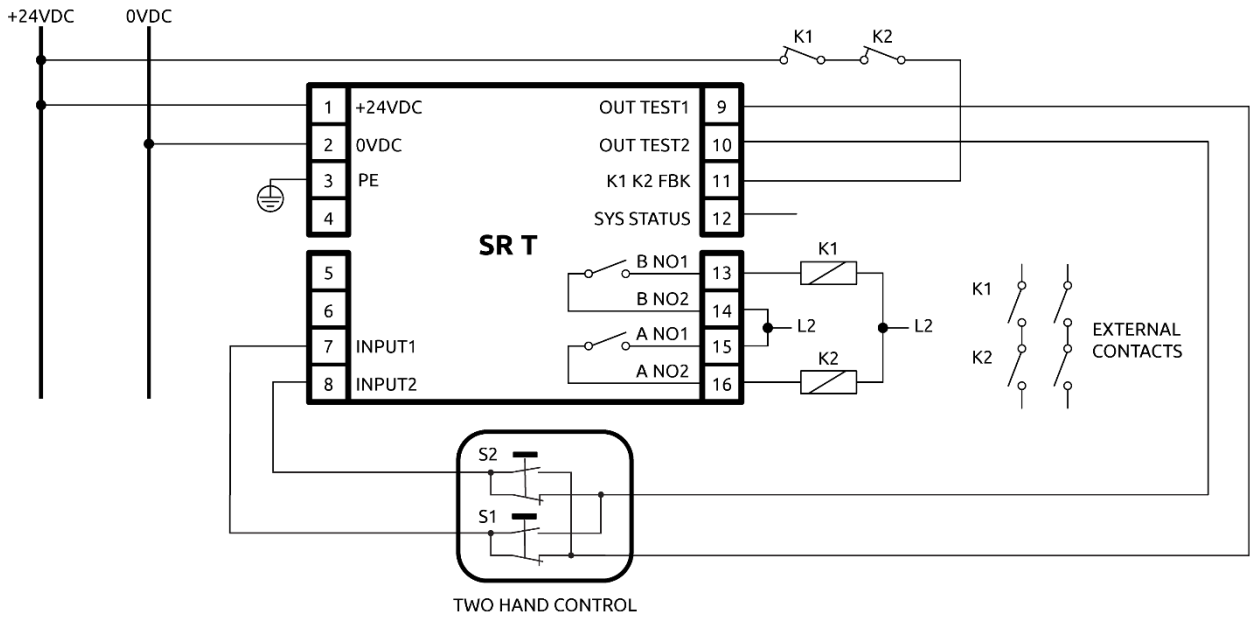 +24VDC 0VDC
K1 K2
1 +24VDC OUT TEST1 9
2 0VDC OUT TEST2 10
3 PE K1 K2 FBK 11
4 SYS STATUS 12
SR T
5 B NO1 13 K1
6 B NO2 14 L2 L2
7 INPUT1 A NO1 15
8 INPUT2 A NO2 16 K2
K1
K2
EXTERNAL
CONTACTS
S2
S1
TWO HAND CONTROL